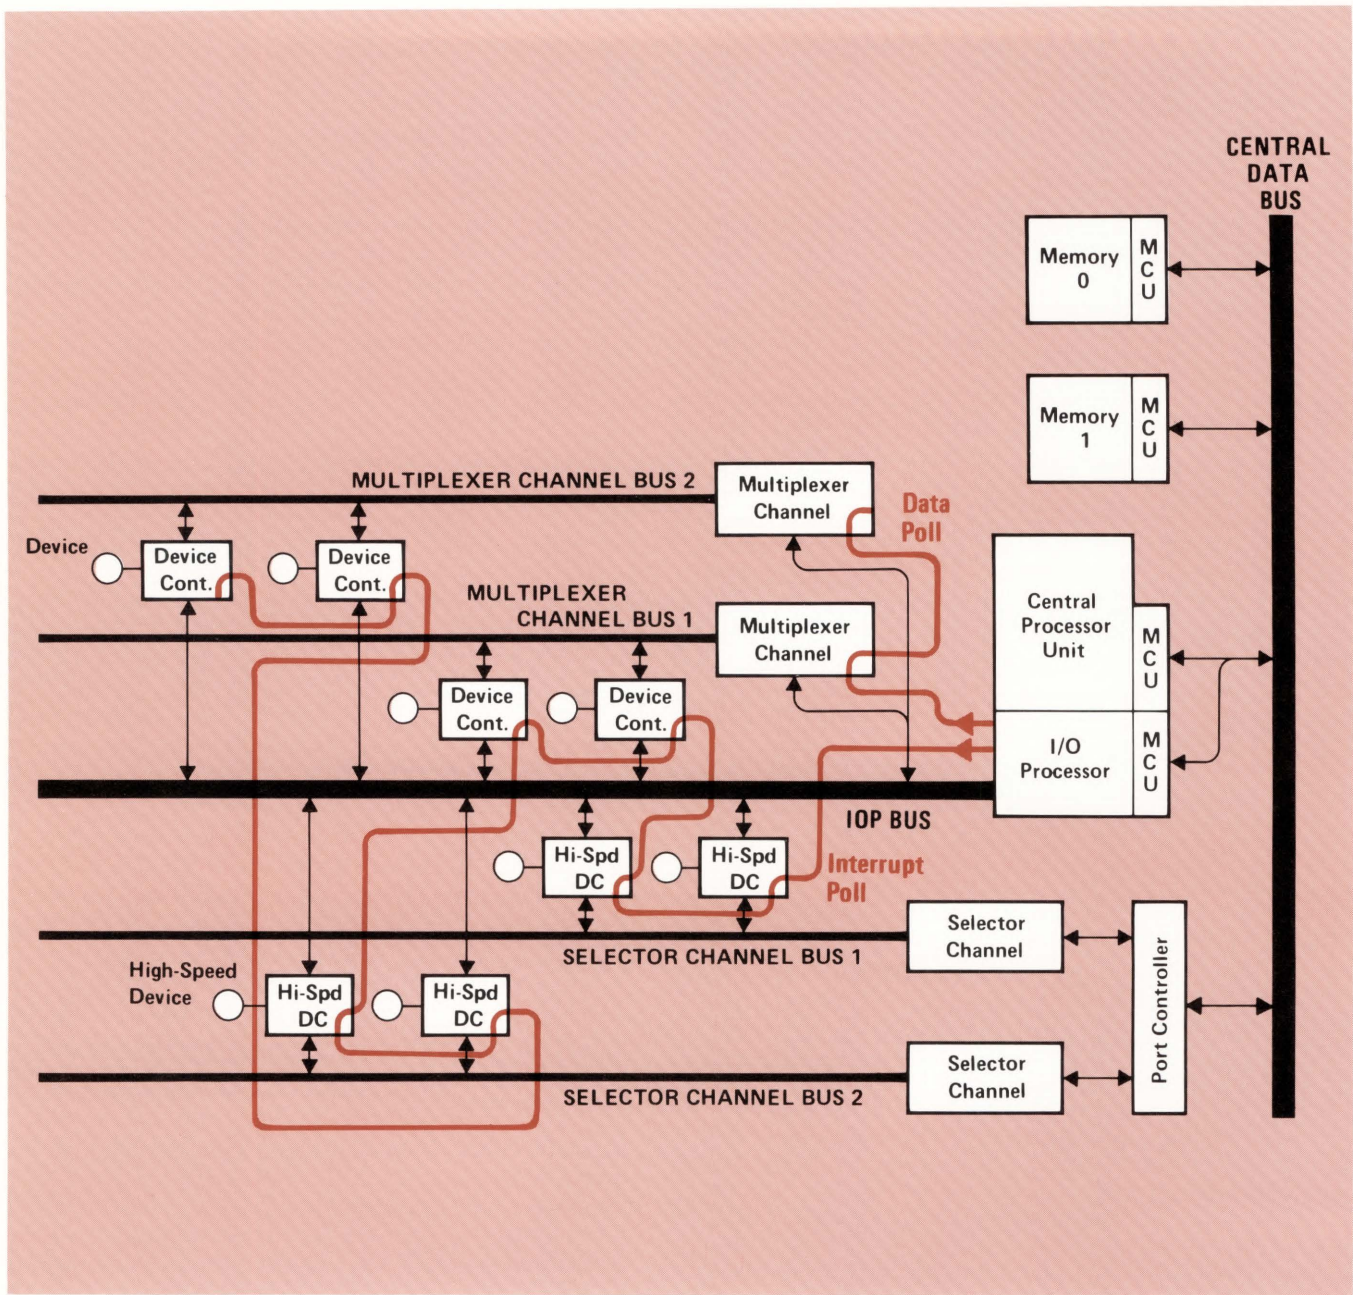 CENTRAL
DATA
BUS
Memory
0
M
C
U
Memory
1
M
C
U
MULTIPLEXER CHANNEL BUS 2
Multiplexer
Channel
Data
Poll
Device
Device
Cont.
Device
Cont.
MULTIPLEXER
CHANNEL BUS 1
Multiplexer
Channel
Central
Processor
Unit
M
C
U
Device
Cont.
Device
Cont.
I/O
Processor
M
C
U
IOP BUS
Hi-Spd
DC
Hi-Spd
DC
Interrupt
Poll
SELECTOR CHANNEL BUS 1
Selector
Channel
Port Controller
High-Speed
Device
Hi-Spd
DC
Hi-Spd
DC
SELECTOR CHANNEL BUS 2
Selector
Channel